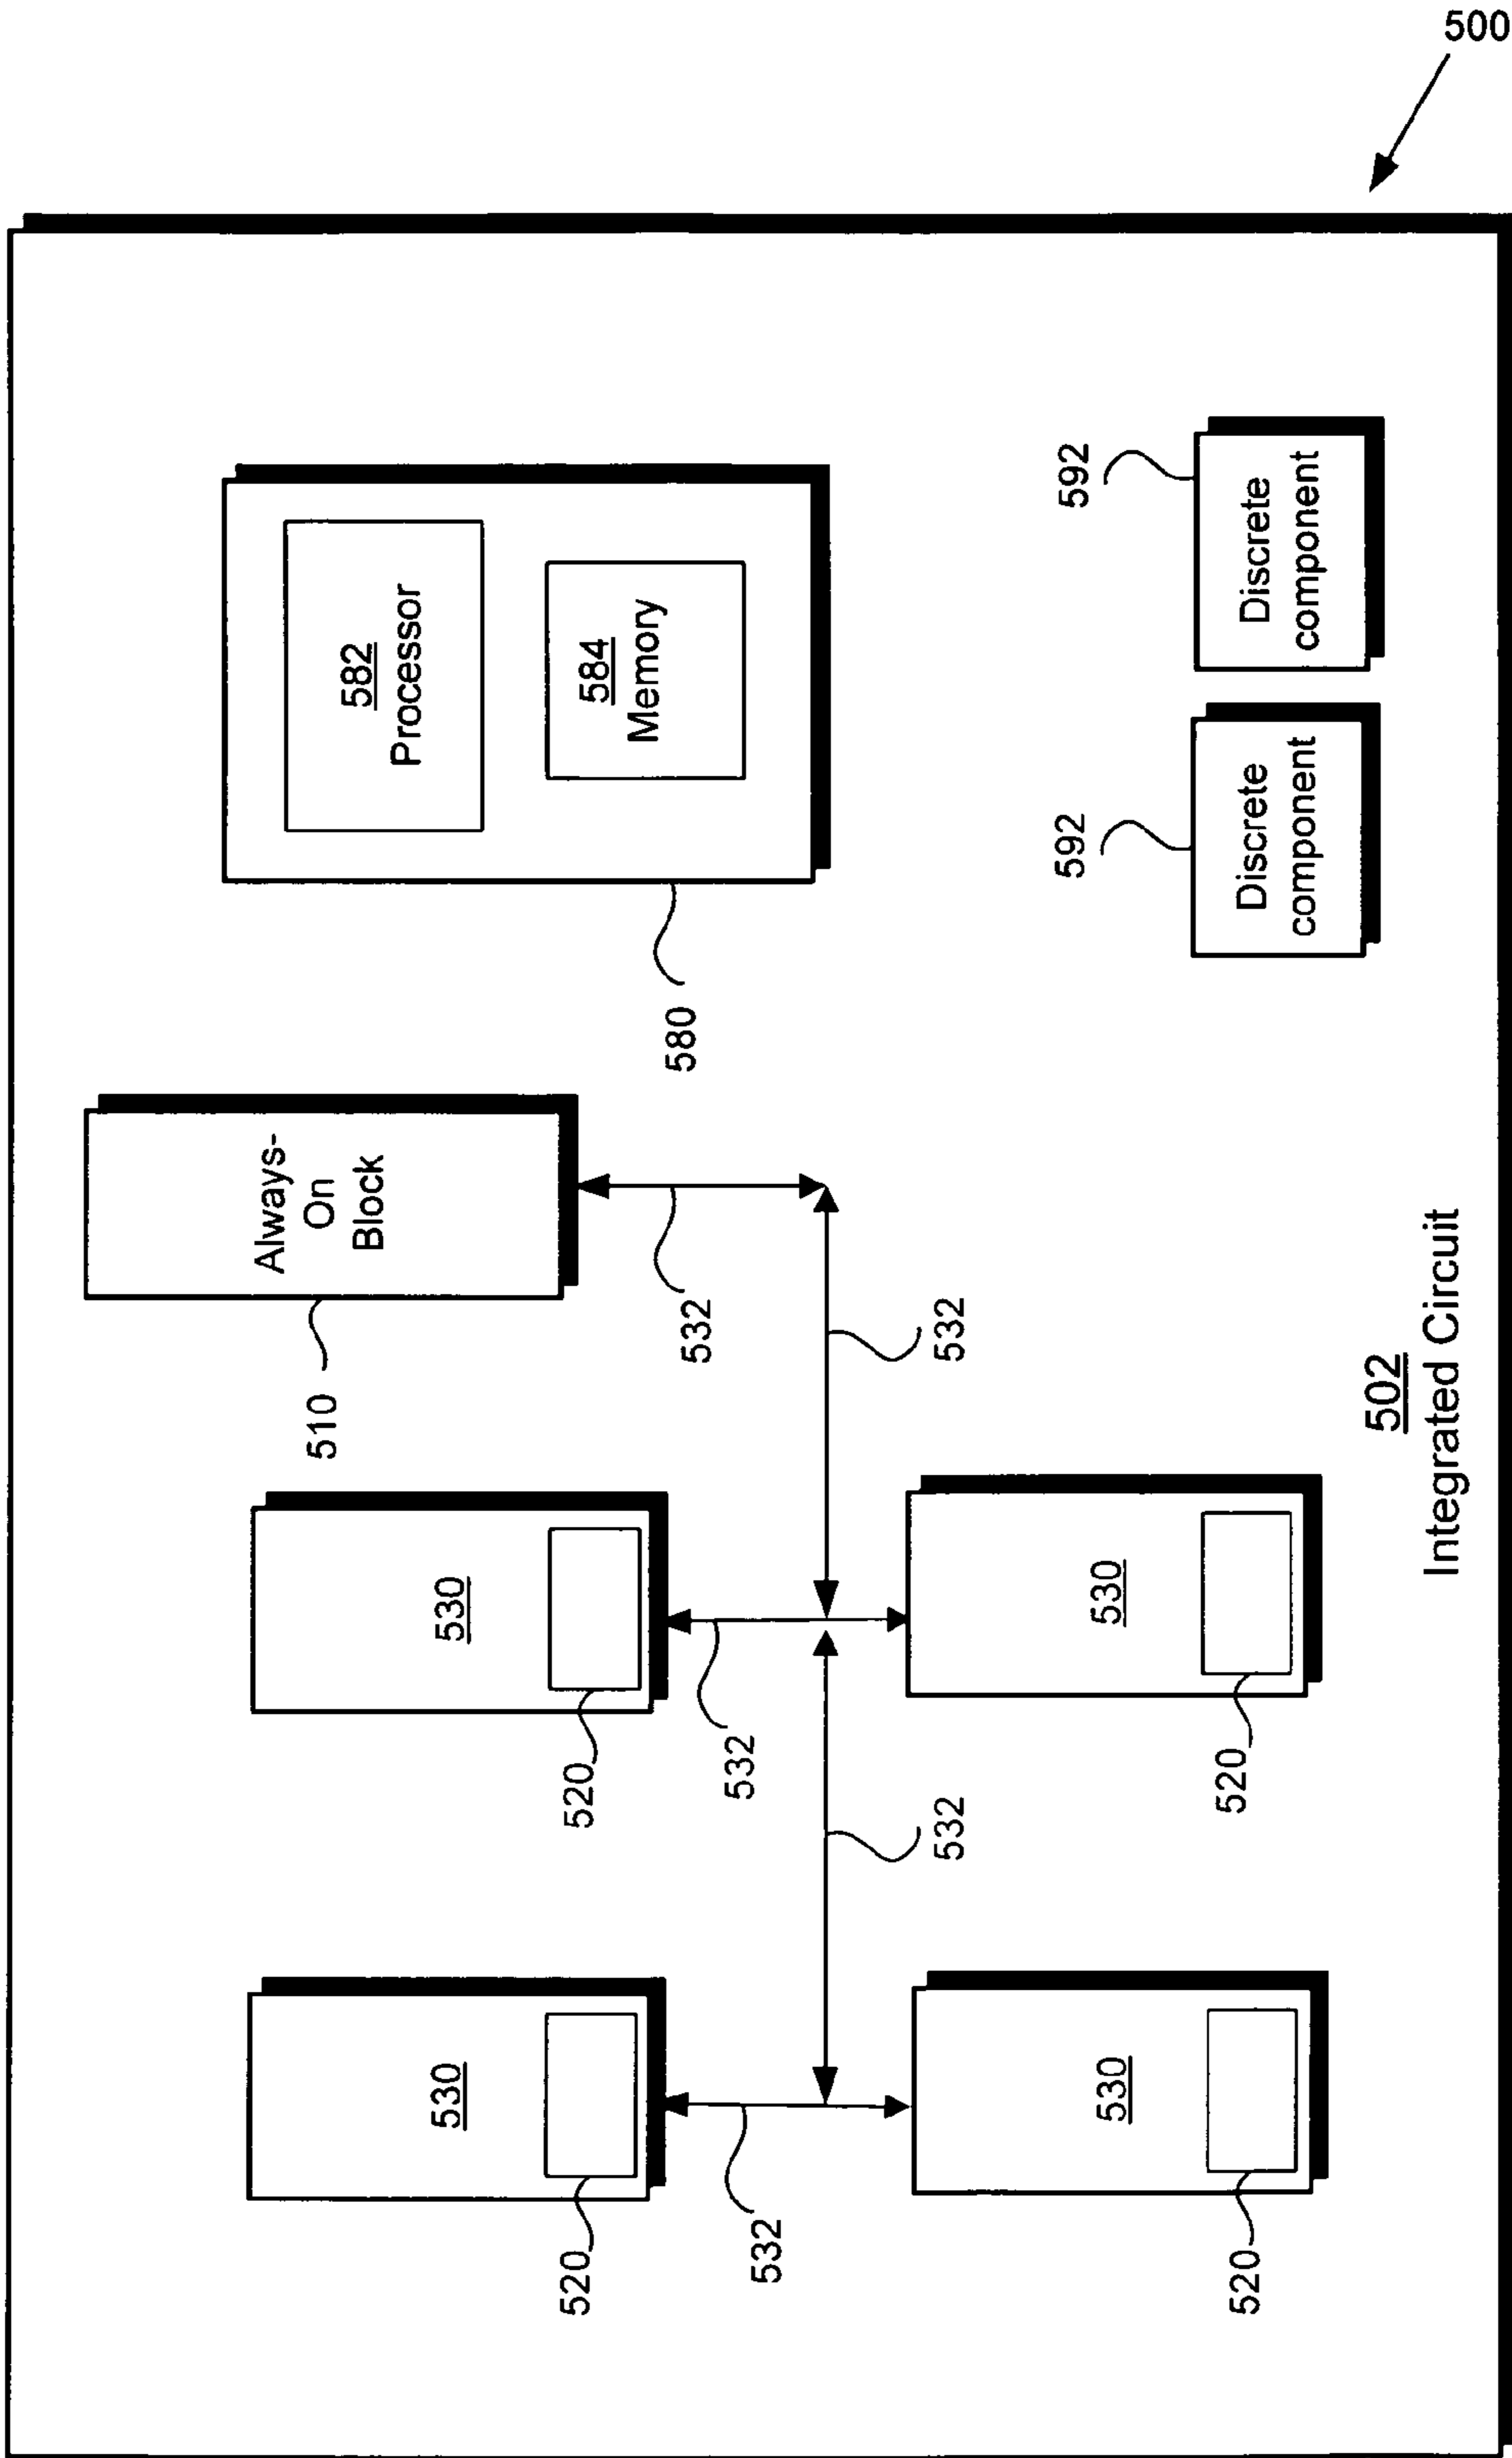 500
582
Processor
584
Memory
580
592
Discrete
component
592
Discrete
component
Always-
On
Block
510
532
532
530
520
532
530
520
532
530
520
532
530
520
502
Integrated Circuit